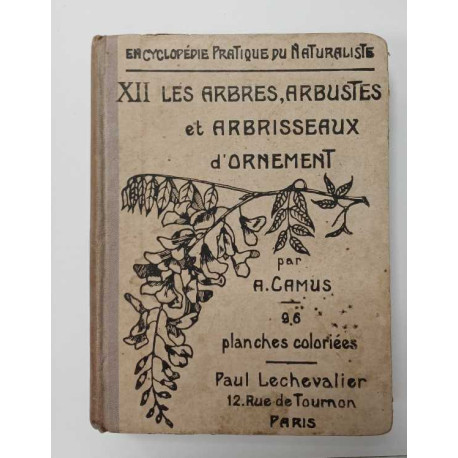 ENCYCLOPÉDIE PRATIQUE DU NATURALISTE
XII LES ARBRES, ARBUSTES
et ARBRISSEAUX
d'ORNEMENT
par
A. CAMUS
96
planches coloriées
Paul Lechevalier
12. Rue de Tournon
PARIS